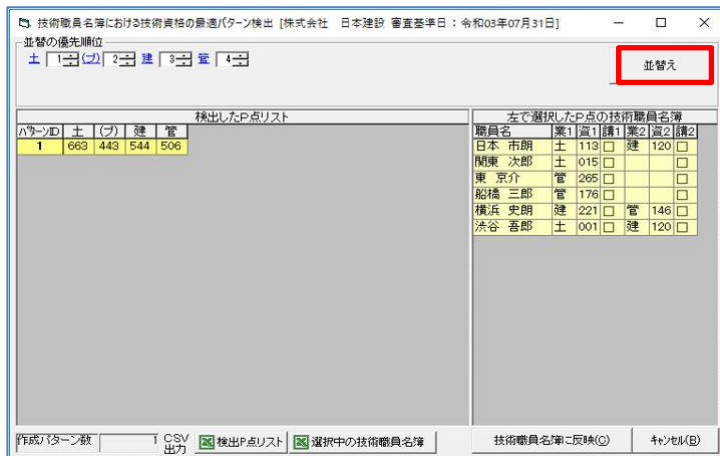 技術職員名簿における技術資格の最適パターン検出 [株式会社 日本建設 審査基準日：令和03年07月31日]
並替の優先順位
土 1 (プ) 2 建 3 管 4
並替え
検出したP点リスト
パターンID 土 (プ) 建 管
1 663 443 544 506
左で選択したP点の技術職員名簿
職員名 業1 資1 講1 業2 資2 講2
日本 市朗 土 113 建 120
関東 次郎 土 015
東 京介 管 265
船橋 三郎 管 176
横浜 史朗 建 221 管 146
渋谷 吾郎 土 001 建 120
作成パターン数 1 CSV出力 検出P点リスト 選択中の技術職員名簿 技術職員名簿に反映(C) キャンセル(B)